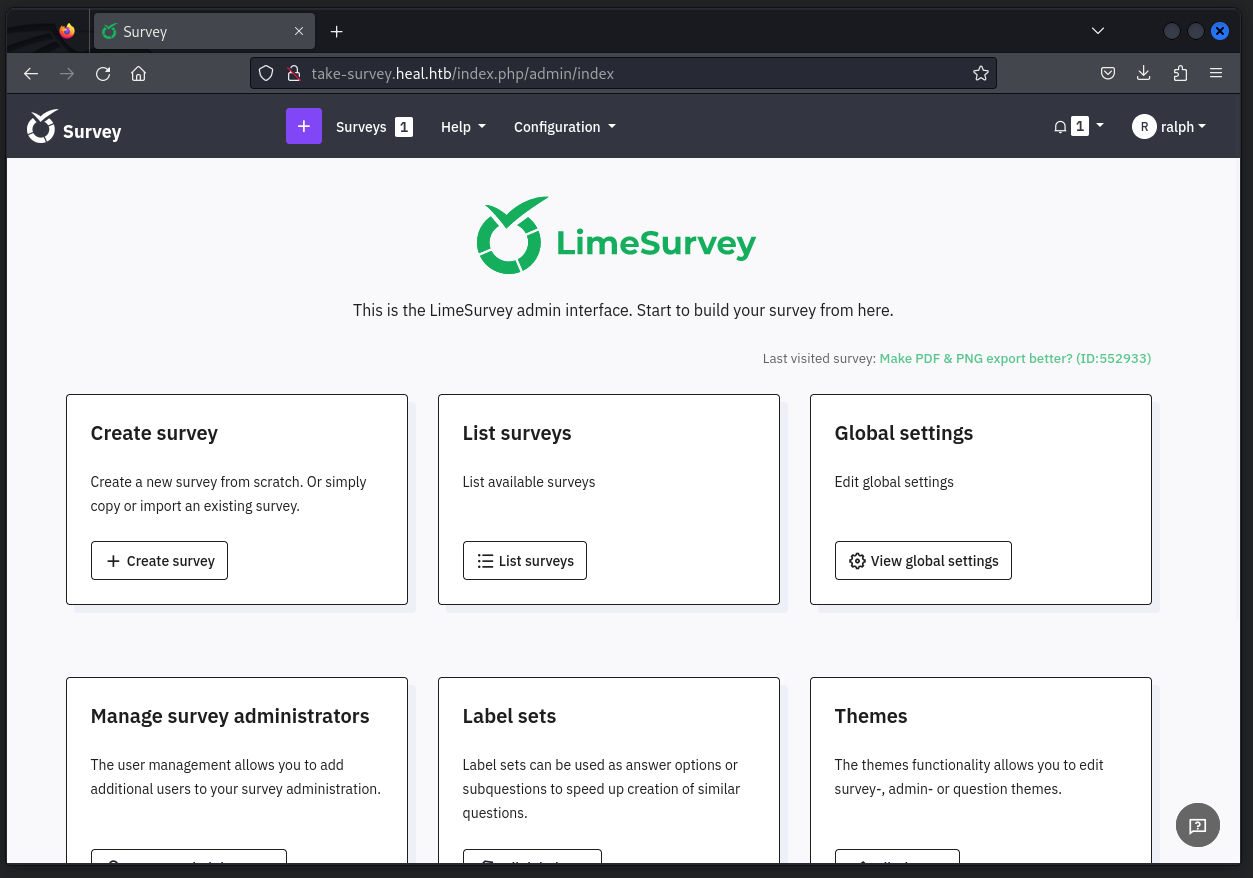 Survey
take-survey.heal.htb/index.php/admin/index
Survey
Surveys 1
Help
Configuration
1
R ralph
LimeSurvey
This is the LimeSurvey admin interface. Start to build your survey from here.
Last visited survey: Make PDF & PNG export better? (ID:552933)
Create survey
Create a new survey from scratch. Or simply
copy or import an existing survey.
Create survey
List surveys
List available surveys
List surveys
Global settings
Edit global settings
View global settings
Manage survey administrators
The user management allows you to add
additional users to your survey administration.
Label sets
Label sets can be used as answer options or
subquestions to speed up creation of similar
questions.
Themes
The themes functionality allows you to edit
survey-, admin- or question themes.